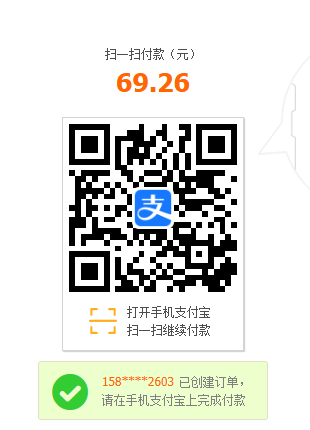 扫一扫付款（元）
69.26
支
打开手机支付宝
扫一扫继续付款
158****2603 已创建订单，
请在手机支付宝上完成付款